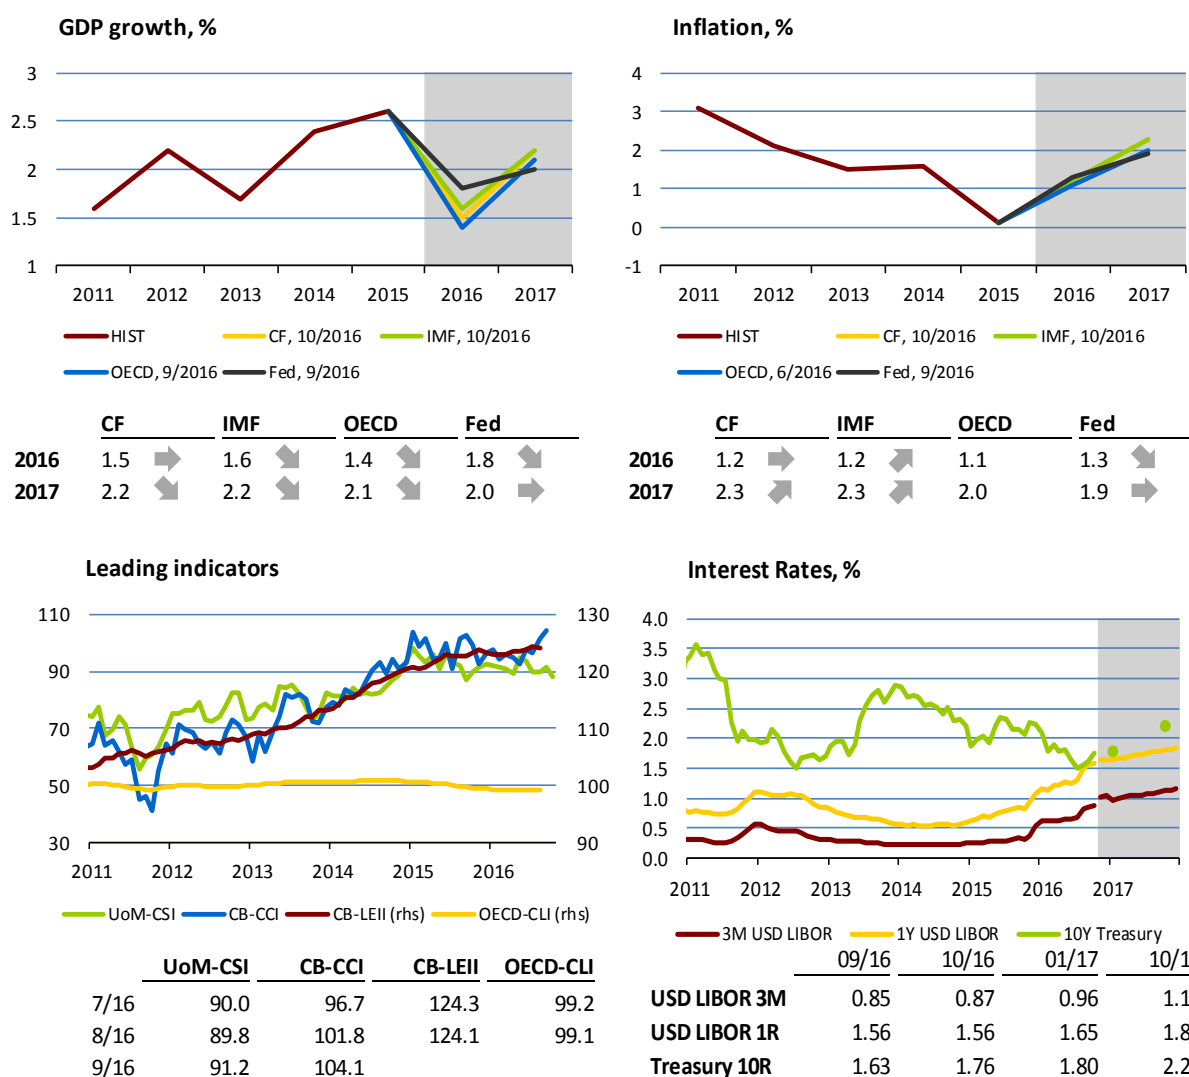 GDP growth, %
3
2.5
2
1.5
1
2011 2012 2013 2014 2015 2016 2017
HIST CF, 10/2016 IMF, 10/2016
OECD, 9/2016 Fed, 9/2016
CF IMF OECD Fed
2016 1.5 1.6 1.4 1.8
2017 2.2 2.2 2.1 2.0
Inflation, %
4
3
2
1
0
-1
2011 2012 2013 2014 2015 2016 2017
HIST CF, 10/2016 IMF, 10/2016
OECD, 6/2016 Fed, 9/2016
CF IMF OECD Fed
2016 1.2 1.2 1.1 1.3
2017 2.3 2.3 2.0 1.9
Leading indicators
110 130
90 120
70 110
50 100
30 90
2011 2012 2013 2014 2015 2016
UoM-CSI CB-CCI CB-LEII (rhs) OECD-CLI (rhs)
UoM-CSI CB-CCI CB-LEII OECD-CLI
7/16 90.0 96.7 124.3 99.2
8/16 89.8 101.8 124.1 99.1
9/16 91.2 104.1
Interest Rates, %
4.0
3.5
3.0
2.5
2.0
1.5
1.0
0.5
0.0
2011 2012 2013 2014 2015 2016 2017
3M USD LIBOR 1Y USD LIBOR 10Y Treasury
09/16 10/16 01/17 10/1
USD LIBOR 3M 0.85 0.87 0.96 1.1
USD LIBOR 1R 1.56 1.56 1.65 1.8
Treasury 10R 1.63 1.76 1.80 2.2